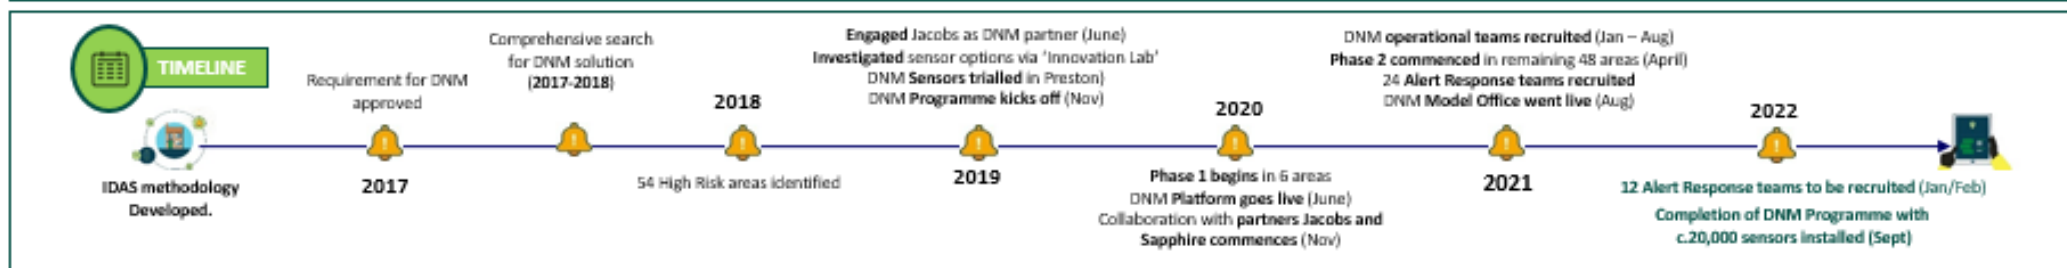 TIMELINE
IDAS methodology
Developed.
Requirement for DNM
approved
2017
Comprehensive search
for DNM solution
(2017-2018)
2018
54 High Risk areas identified
Engaged Jacobs as DNM partner (June)
Investigated sensor options via ‘Innovation Lab’
DNM Sensors trialled in Preston)
DNM Programme kicks off (Nov)
2019
2020
Phase 1 begins in 6 areas
DNM Platform goes live (June)
Collaboration with partners Jacobs and
Sapphire commences (Nov)
DNM operational teams recruited (Jan – Aug)
Phase 2 commenced in remaining 48 areas (April)
24 Alert Response teams recruited
DNM Model Office went live (Aug)
2021
2022
12 Alert Response teams to be recruited (Jan/Feb)
Completion of DNM Programme with
c.20,000 sensors installed (Sept)